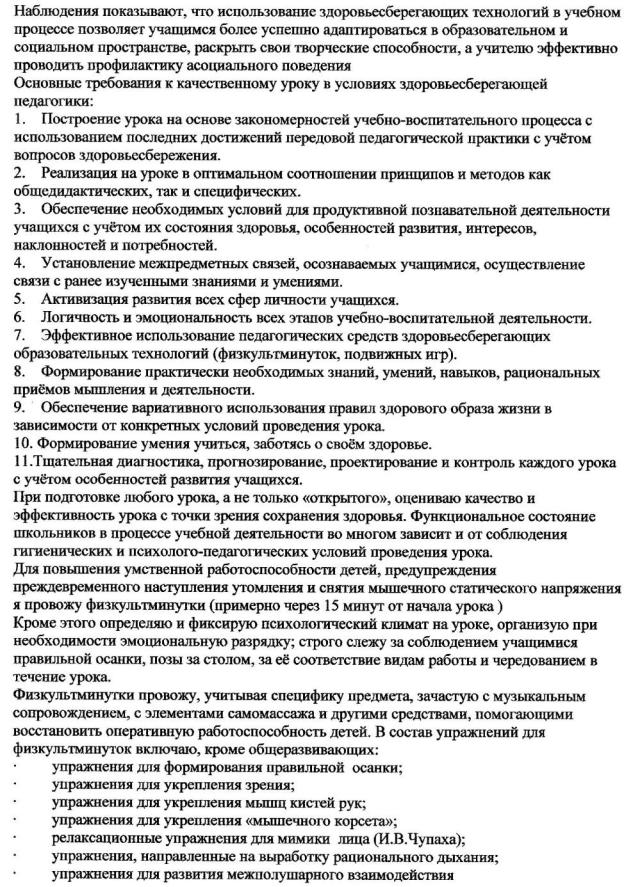 Наблюдения показывают, что использование здоровьесберегающих технологий в учебном
процессе позволяет учащимся более успешно адаптироваться в образовательном и
социальном пространстве, раскрыть свои творческие способности, а учителю эффективно
проводить профилактику асоциального поведения
Основные требования к качественному уроку в условиях здоровьесберегающей
педагогики:
1. Построение урока на основе закономерностей учебно-воспитательного процесса с
использованием последних достижений передовой педагогической практики с учётом
вопросов здоровьесбережения.
2. Реализация на уроке в оптимальном соотношении принципов и методов как
общедидактических, так и специфических.
3. Обеспечение необходимых условий для продуктивной познавательной деятельности
учащихся с учётом их состояния здоровья, особенностей развития, интересов,
наклонностей и потребностей.
4. Установление межпредметных связей, осознаваемых учащимися, осуществление
связи с ранее изученными знаниями и умениями.
5. Активизация развития всех сфер личности учащихся.
6. Логичность и эмоциональность всех этапов учебно-воспитательной деятельности.
7. Эффективное использование педагогических средств здоровьесберегающих
образовательных технологий (физкультминуток, подвижных игр).
8. Формирование практически необходимых знаний, умений, навыков, рациональных
приёмов мышления и деятельности.
9. Обеспечение вариативного использования правил здорового образа жизни в
зависимости от конкретных условий проведения урока.
10. Формирование умения учиться, заботясь о своём здоровье.
11.Тщательная диагностика, прогнозирование, проектирование и контроль каждого урока
с учётом особенностей развития учащихся.
При подготовке любого урока, а не только «открытого», оцениваю качество и
эффективность урока с точки зрения сохранения здоровья. Функциональное состояние
школьников в процессе учебной деятельности во многом зависит и от соблюдения
гигиенических и психолого-педагогических условий проведения урока.
Для повышения умственной работоспособности детей, предупреждения
преждевременного наступления утомления и снятия мышечного статического напряжения
я провожу физкультминутки (примерно через 15 минут от начала урока )
Кроме этого определяю и фиксирую психологический климат на уроке, организую при
необходимости эмоциональную разрядку; строго слежу за соблюдением учащимися
правильной осанки, позы за столом, за её соответствие видам работы и чередованием в
течение урока.
Физкультминутки провожу, учитывая специфику предмета, зачастую с музыкальным
сопровождением, с элементами самомассажа и другими средствами, помогающими
восстановить оперативную работоспособность детей. В состав упражнений для
физкультминуток включаю, кроме общеразвивающих:
· упражнения для формирования правильной осанки;
· упражнения для укрепления зрения;
· упражнения для укрепления мышц кистей рук;
· упражнения для укрепления «мышечного корсета»;
· релаксационные упражнения для мимики лица (И.В.Чупаха);
· упражнения, направленные на выработку рационального дыхания;
· упражнения для развития межполушарного взаимодействия